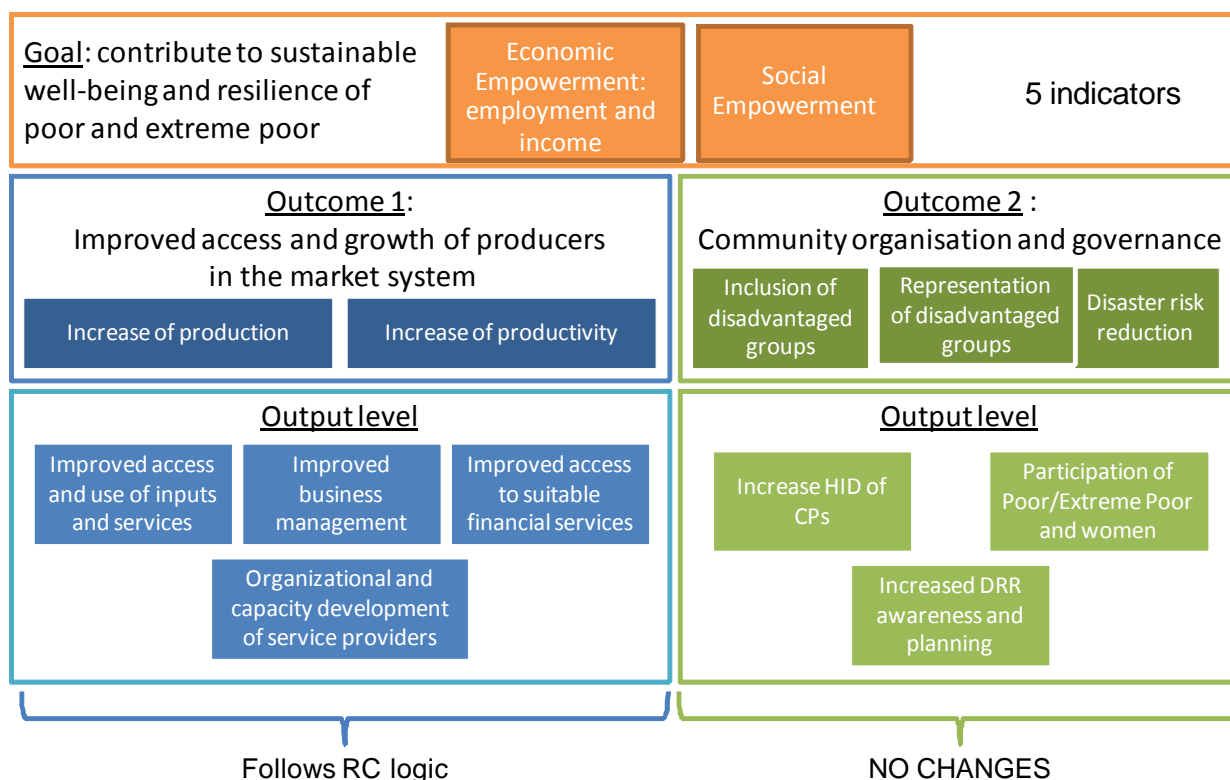 Goal: contribute to sustainable
well-being and resilience of
poor and extreme poor
Economic
Empowerment:
employment and
income
Social
Empowerment
5 indicators
Outcome 1:
Improved access and growth of producers
in the market system
Increase of production
Increase of productivity
Outcome 2 :
Community organisation and governance
Inclusion of
disadvantaged
groups
Representation
of disadvantaged
groups
Disaster risk
reduction
Output level
Improved access
and use of inputs
and services
Improved
business
management
Improved access
to suitable
financial services
Organizational and
capacity development
of service providers
Output level
Increase HID of
CPs
Participation of
Poor/Extreme Poor
and women
Increased DRR
awareness and
planning
Follows RC logic
NO CHANGES